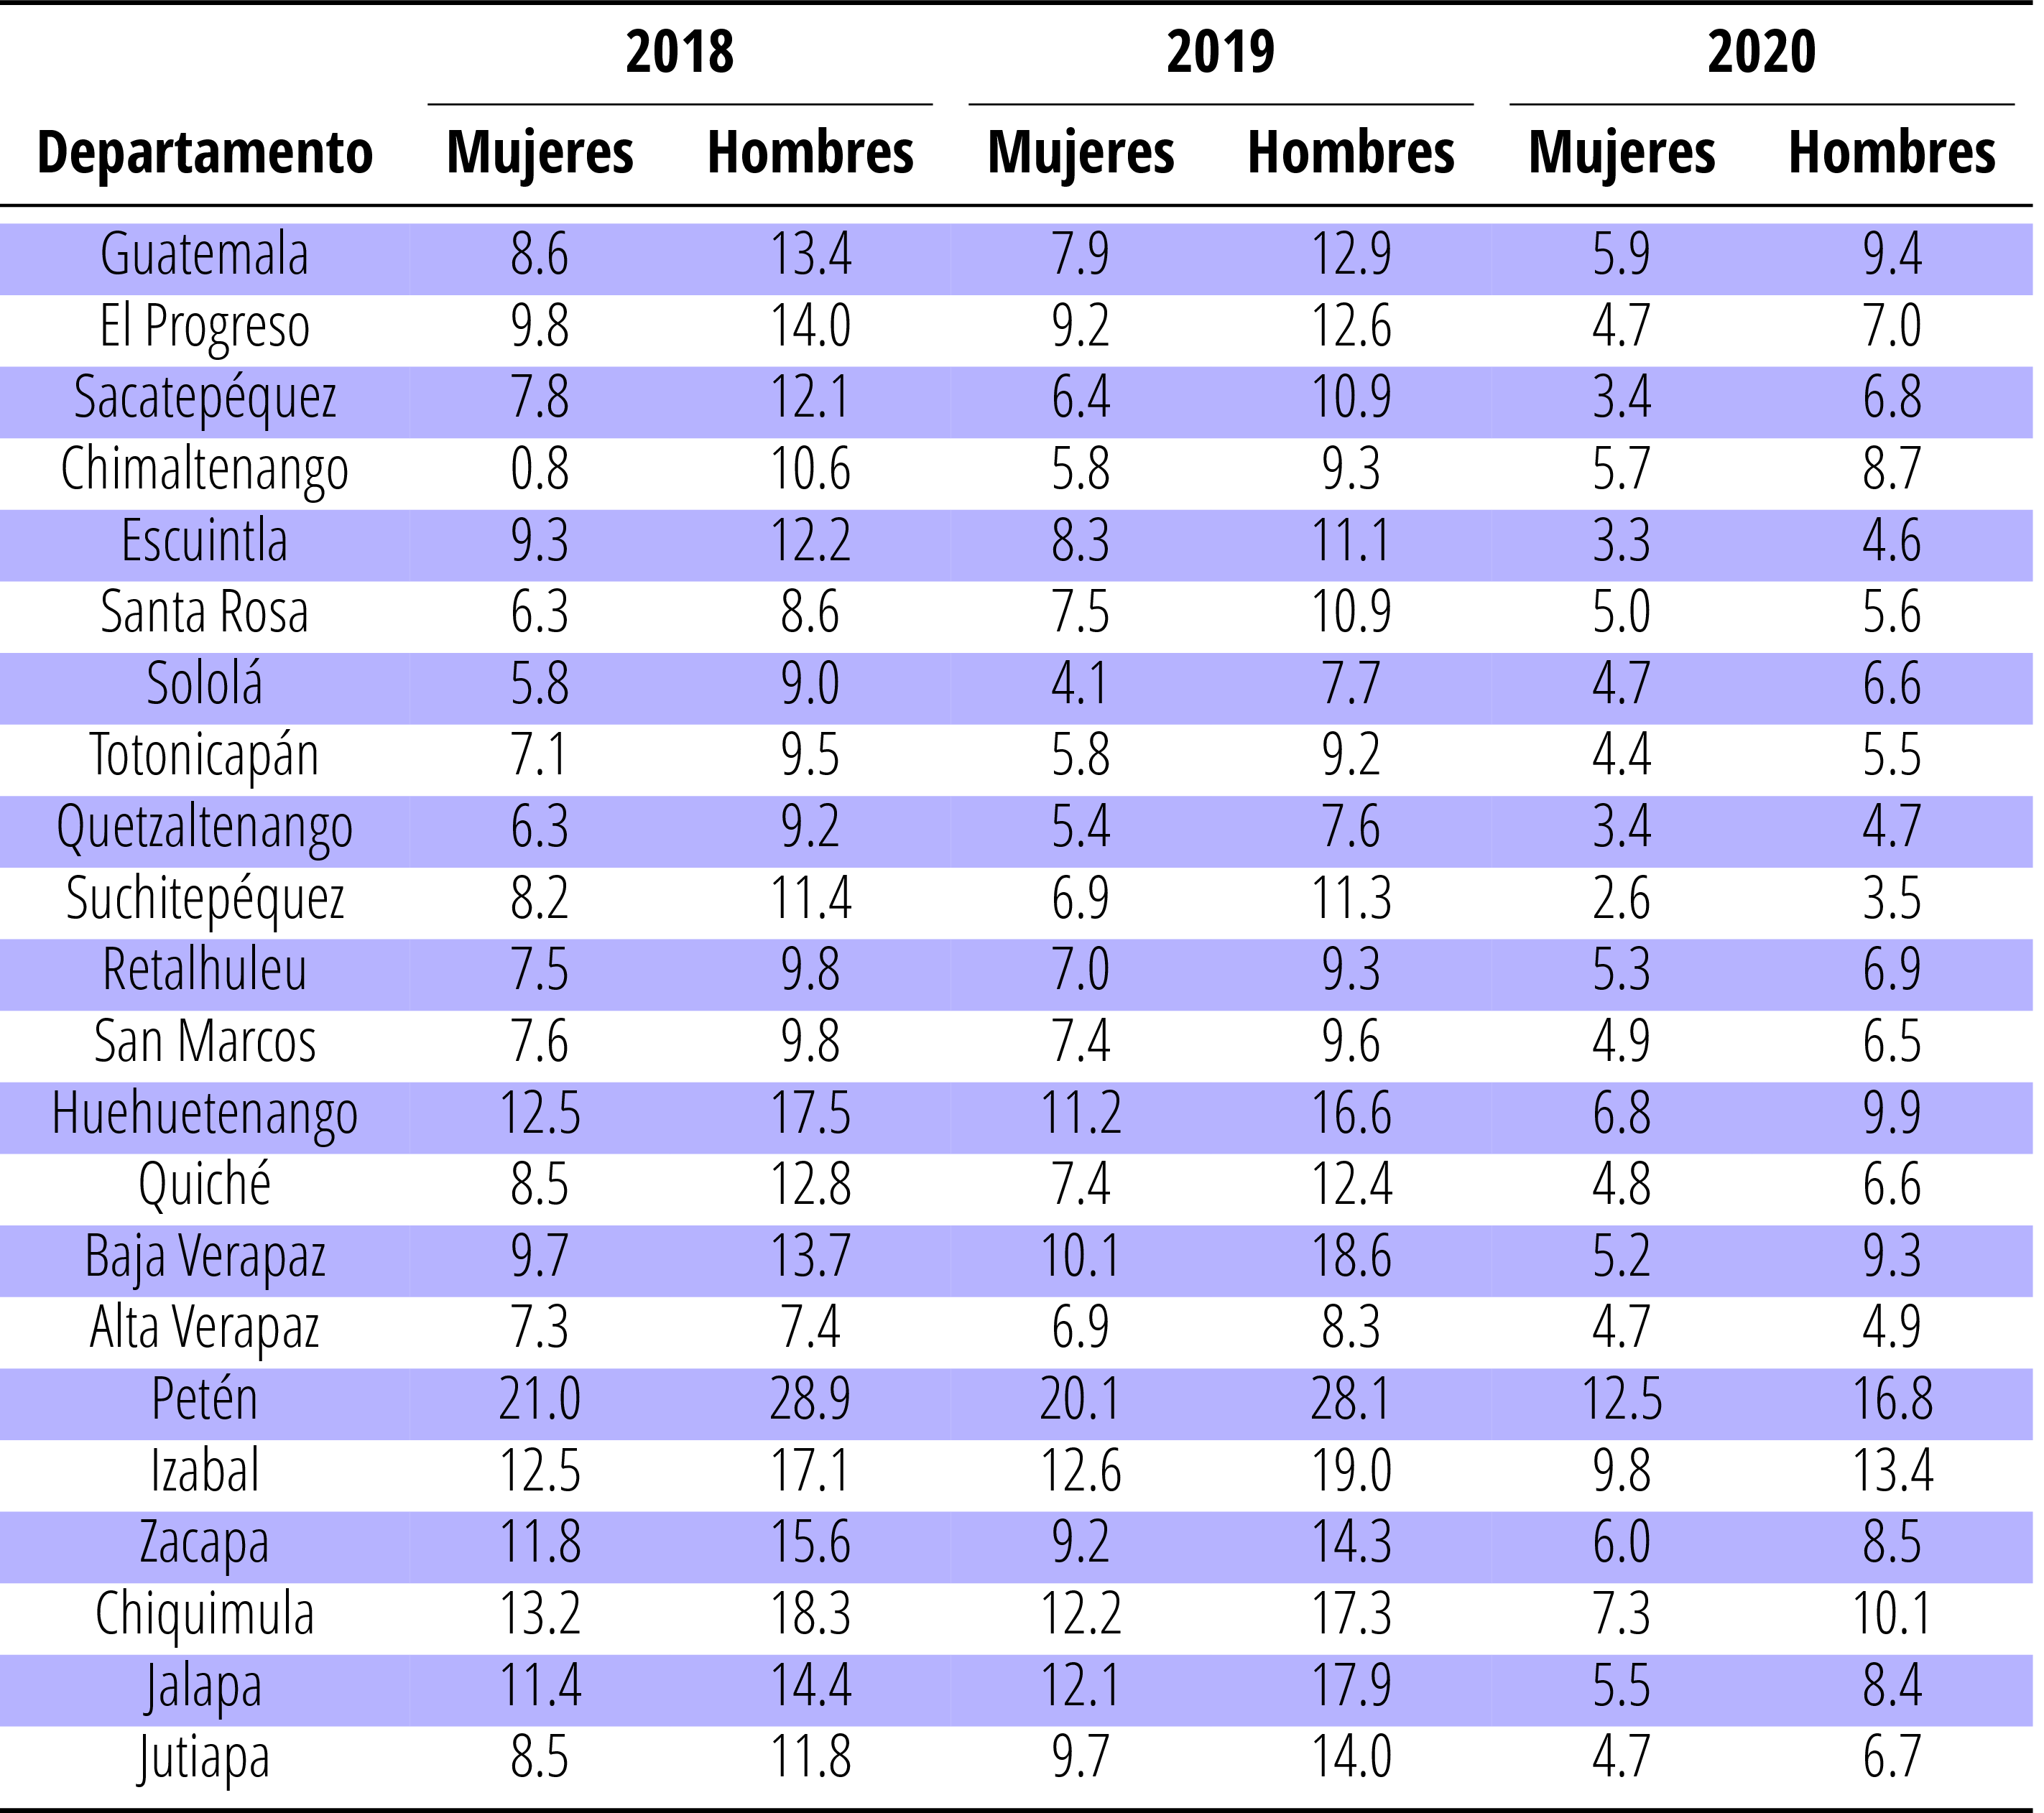 2018 2019 2020
Departamento Mujeres Hombres Mujeres Hombres Mujeres Hombres
Guatemala 8.6 13.4 7.9 12.9 5.9 9.4
El Progreso 9.8 14.0 9.2 12.6 4.7 7.0
Sacatepéquez 7.8 12.1 6.4 10.9 3.4 6.8
Chimaltenango 0.8 10.6 5.8 9.3 5.7 8.7
Escuintla 9.3 12.2 8.3 11.1 3.3 4.6
Santa Rosa 6.3 8.6 7.5 10.9 5.0 5.6
Sololá 5.8 9.0 4.1 7.7 4.7 6.6
Totonicapán 7.1 9.5 5.8 9.2 4.4 5.5
Quetzaltenango 6.3 9.2 5.4 7.6 3.4 4.7
Suchitepéquez 8.2 11.4 6.9 11.3 2.6 3.5
Retalhuleu 7.5 9.8 7.0 9.3 5.3 6.9
San Marcos 7.6 9.8 7.4 9.6 4.9 6.5
Huehuetenango 12.5 17.5 11.2 16.6 6.8 9.9
Quiché 8.5 12.8 7.4 12.4 4.8 6.6
Baja Verapaz 9.7 13.7 10.1 18.6 5.2 9.3
Alta Verapaz 7.3 7.4 6.9 8.3 4.7 4.9
Petén 21.0 28.9 20.1 28.1 12.5 16.8
Izabal 12.5 17.1 12.6 19.0 9.8 13.4
Zacapa 11.8 15.6 9.2 14.3 6.0 8.5
Chiquimula 13.2 18.3 12.2 17.3 7.3 10.1
Jalapa 11.4 14.4 12.1 17.9 5.5 8.4
Jutiapa 8.5 11.8 9.7 14.0 4.7 6.7